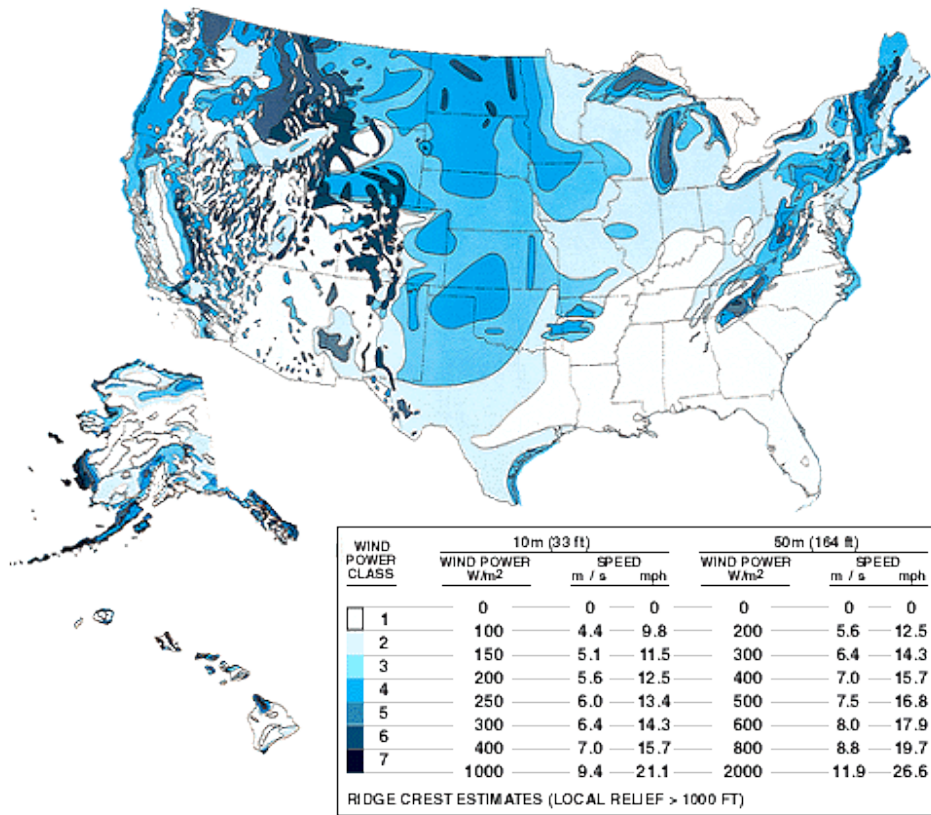 WIND POWER CLASS
10m (33 ft)
50m (164 ft)
WIND POWER W/m2
SPEED
m / s mph
WIND POWER W/m2
SPEED
m / s mph
0 0 0 0 0 0
1
100 4.4 9.8 200 5.6 12.5
2
150 5.1 11.5 300 6.4 14.3
3
200 5.6 12.5 400 7.0 15.7
4
250 6.0 13.4 500 7.5 16.8
5
300 6.4 14.3 600 8.0 17.9
6
400 7.0 15.7 800 8.8 19.7
7
1000 9.4 21.1 2000 11.9 26.6
RIDGE CREST ESTIMATES (LOCAL RELIEF > 1000 FT)